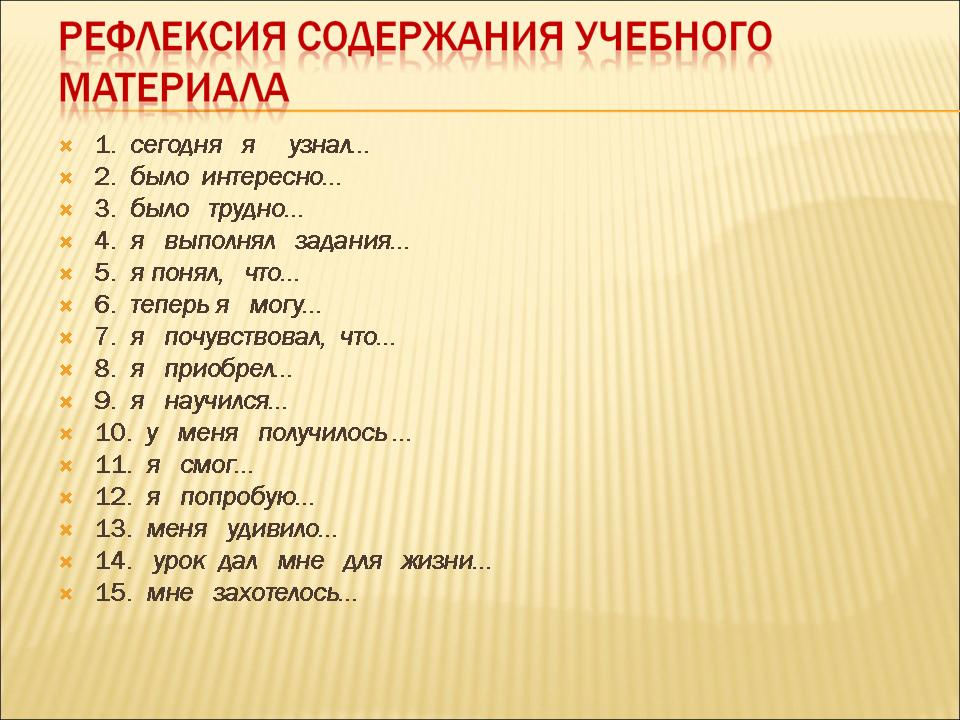 РЕФЛЕКСИЯ СОДЕРЖАНИЯ УЧЕБНОГО
МАТЕРИАЛА
1. сегодня я узнал...
2. было интересно...
3. было трудно...
4. я выполнял задания...
5. я понял, что...
6. теперь я могу...
7. я почувствовал, что...
8. я приобрел...
9. я научился...
10. у меня получилось ...
11. я смог...
12. я попробую...
13. меня удивило...
14. урок дал мне для жизни...
15. мне захотелось...